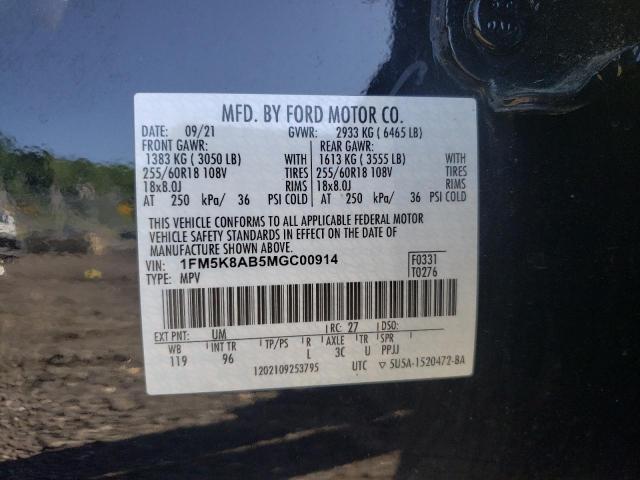 MFD. BY FORD MOTOR CO.
DATE: 09/21 GVWR: 2933 KG ( 6465 LB)
FRONT GAWR: REAR GAWR:
1383 KG ( 3050 LB) WITH 1613 KG ( 3555 LB) WITH
255/60R18 108V TIRES 255/60R18 108V TIRES
18x8.0J RIMS 18x8.0J RIMS
AT 250 kPa/ 36 PSI COLD AT 250 kPa/ 36 PSI COLD
THIS VEHICLE CONFORMS TO ALL APPLICABLE FEDERAL MOTOR
VEHICLE SAFETY STANDARDS IN EFFECT ON THE DATE OF
MANUFACTURE SHOWN ABOVE.
VIN: 1FM5K8AB5MGC00914 F0331
TYPE: MPV T0276
EXT PNT: UM RC: 27 DSO:
WB INT TR TP/PS R AXLE TR SPR
119 96 L 3C U PPJJ
1202109253795 UTC ▽ 5U5A-1520472-BA